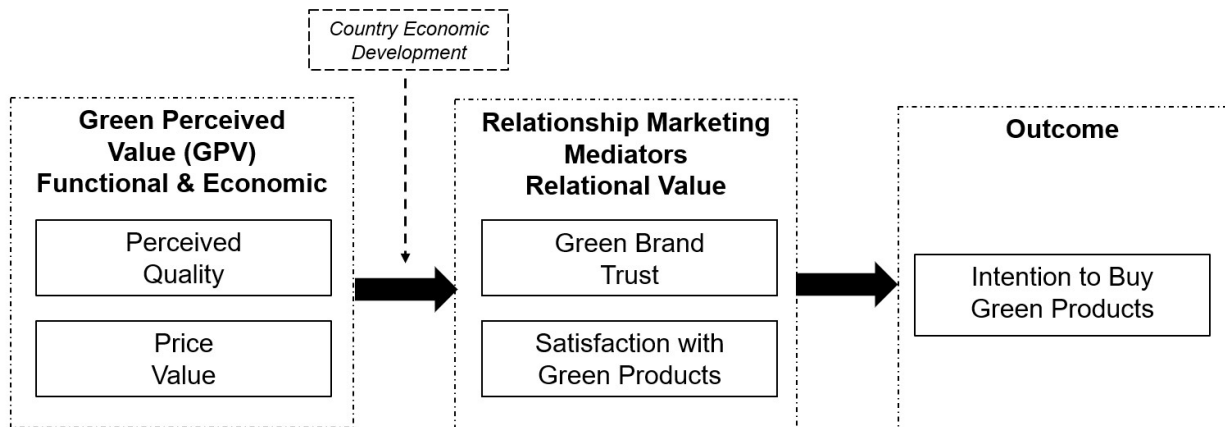 Country Economic
Development
Green Perceived
Value (GPV)
Functional & Economic
Perceived
Quality
Price
Value
Relationship Marketing
Mediators
Relational Value
Green Brand
Trust
Satisfaction with
Green Products
Outcome
Intention to Buy
Green Products